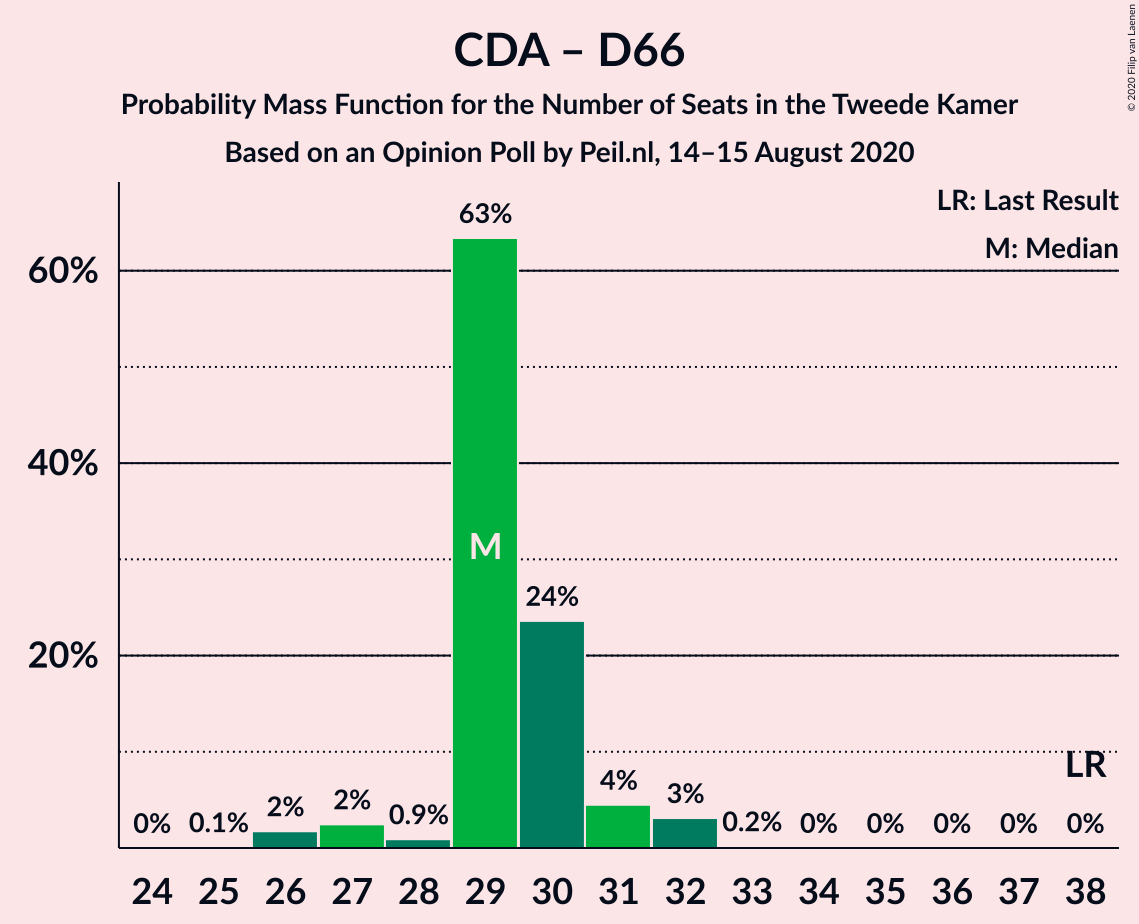 CDA – D66
Probability Mass Function for the Number of Seats in the Tweede Kamer
Based on an Opinion Poll by Peil.nl, 14–15 August 2020
© 2020 Filip van Laenen
LR: Last Result
M: Median
60%
40%
20%
0%
0.1%
2%
2%
0.9%
63%
M
24%
4%
3%
0.2%
0%
0%
0%
0%
0%
LR
24 25 26 27 28 29 30 31 32 33 34 35 36 37 38